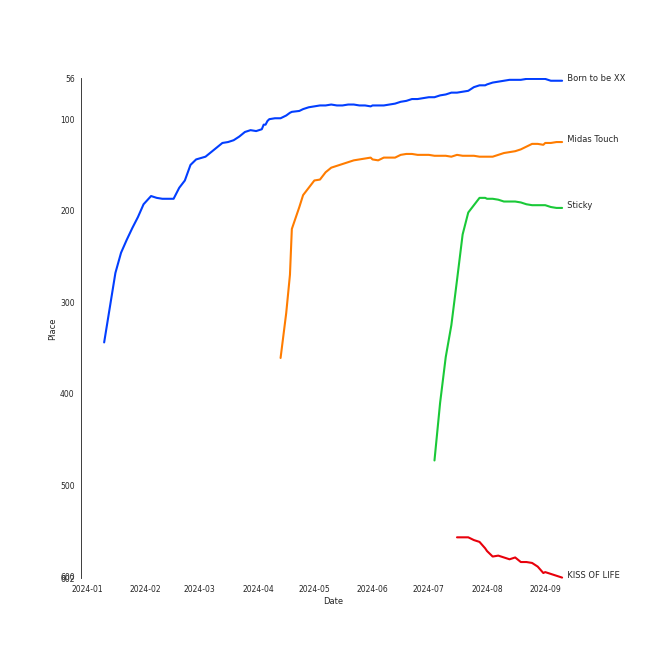 56
Born to be XX
100
Midas Touch
200
Sticky
300
Place
400
500
600
602
KISS OF LIFE
2024-01
2024-02
2024-03
2024-04
2024-05
2024-06
2024-07
2024-08
2024-09
Date